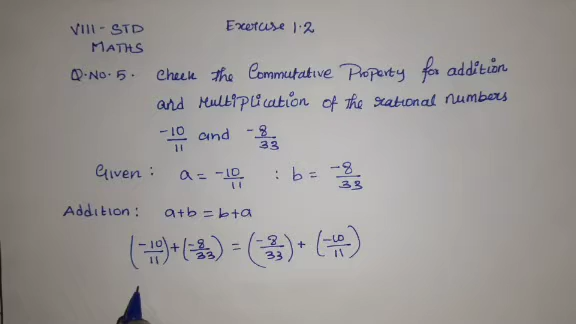 VIII - STD Exercise 1.2
MATHS
Q.No.5. Check the Commutative Property for addition
and Multiplication of the rational numbers
-10/11 and -8/33
Given : a = -10/11 : b = -8/33
Addition: a+b = b+a
(-10/11) + (-8/33) = (-8/33) + (-10/11)